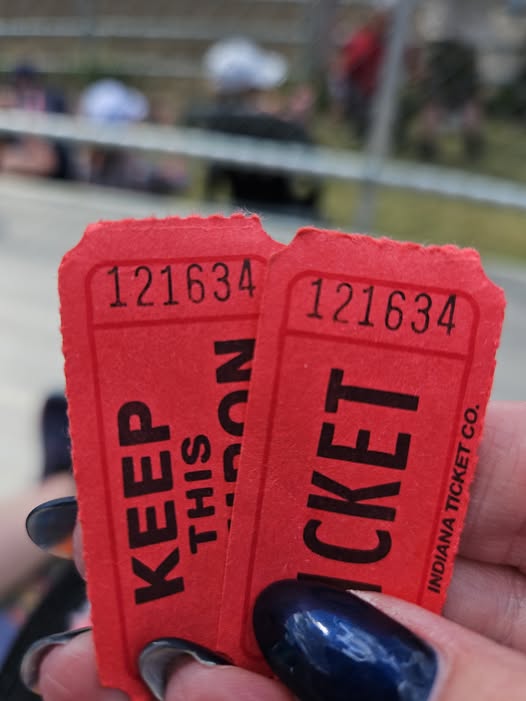 121634
KEEP
THIS
121634
ICKET
INDIANA TICKET CO.